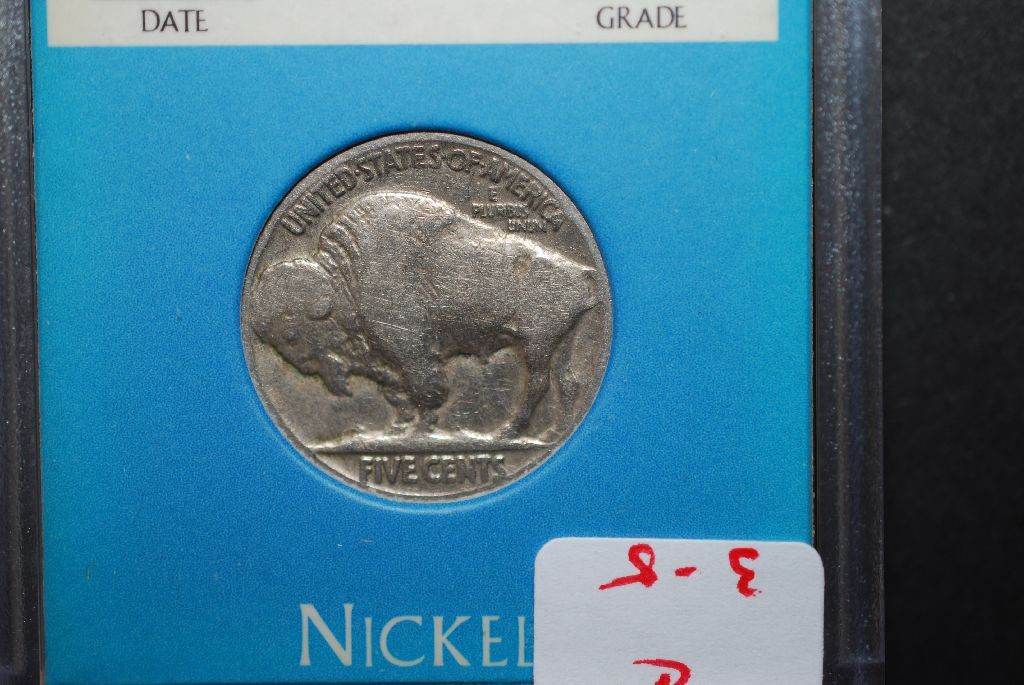 DATE GRADE
UNITED·STATES·OF·AMERICA
E
PLURIBUS
UNUM
FIVE CENTS
NICKEL
3-8